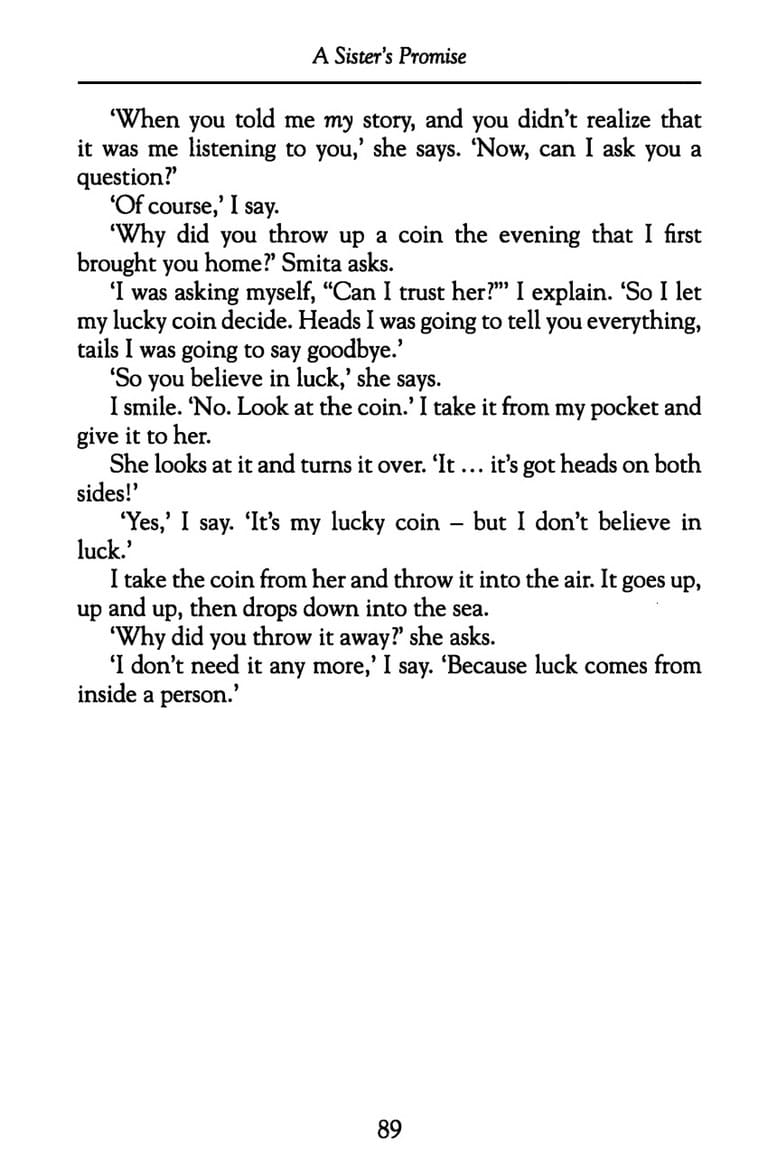 A Sister’s Promise
‘When you told me my story, and you didn’t realize that
it was me listening to you,’ she says. ‘Now, can I ask you a
question?’
‘Of course,’ I say.
‘Why did you throw up a coin the evening that I first
brought you home?’ Smita asks.
‘I was asking myself, “Can I trust her?”’ I explain. ‘So I let
my lucky coin decide. Heads I was going to tell you everything,
tails I was going to say goodbye.’
‘So you believe in luck,’ she says.
I smile. ‘No. Look at the coin.’ I take it from my pocket and
give it to her.
She looks at it and turns it over. ‘It … it’s got heads on both
sides!’
‘Yes,’ I say. ‘It’s my lucky coin – but I don’t believe in
luck.’
I take the coin from her and throw it into the air. It goes up,
up and up, then drops down into the sea.
‘Why did you throw it away?’ she asks.
‘I don’t need it any more,’ I say. ‘Because luck comes from
inside a person.’
89